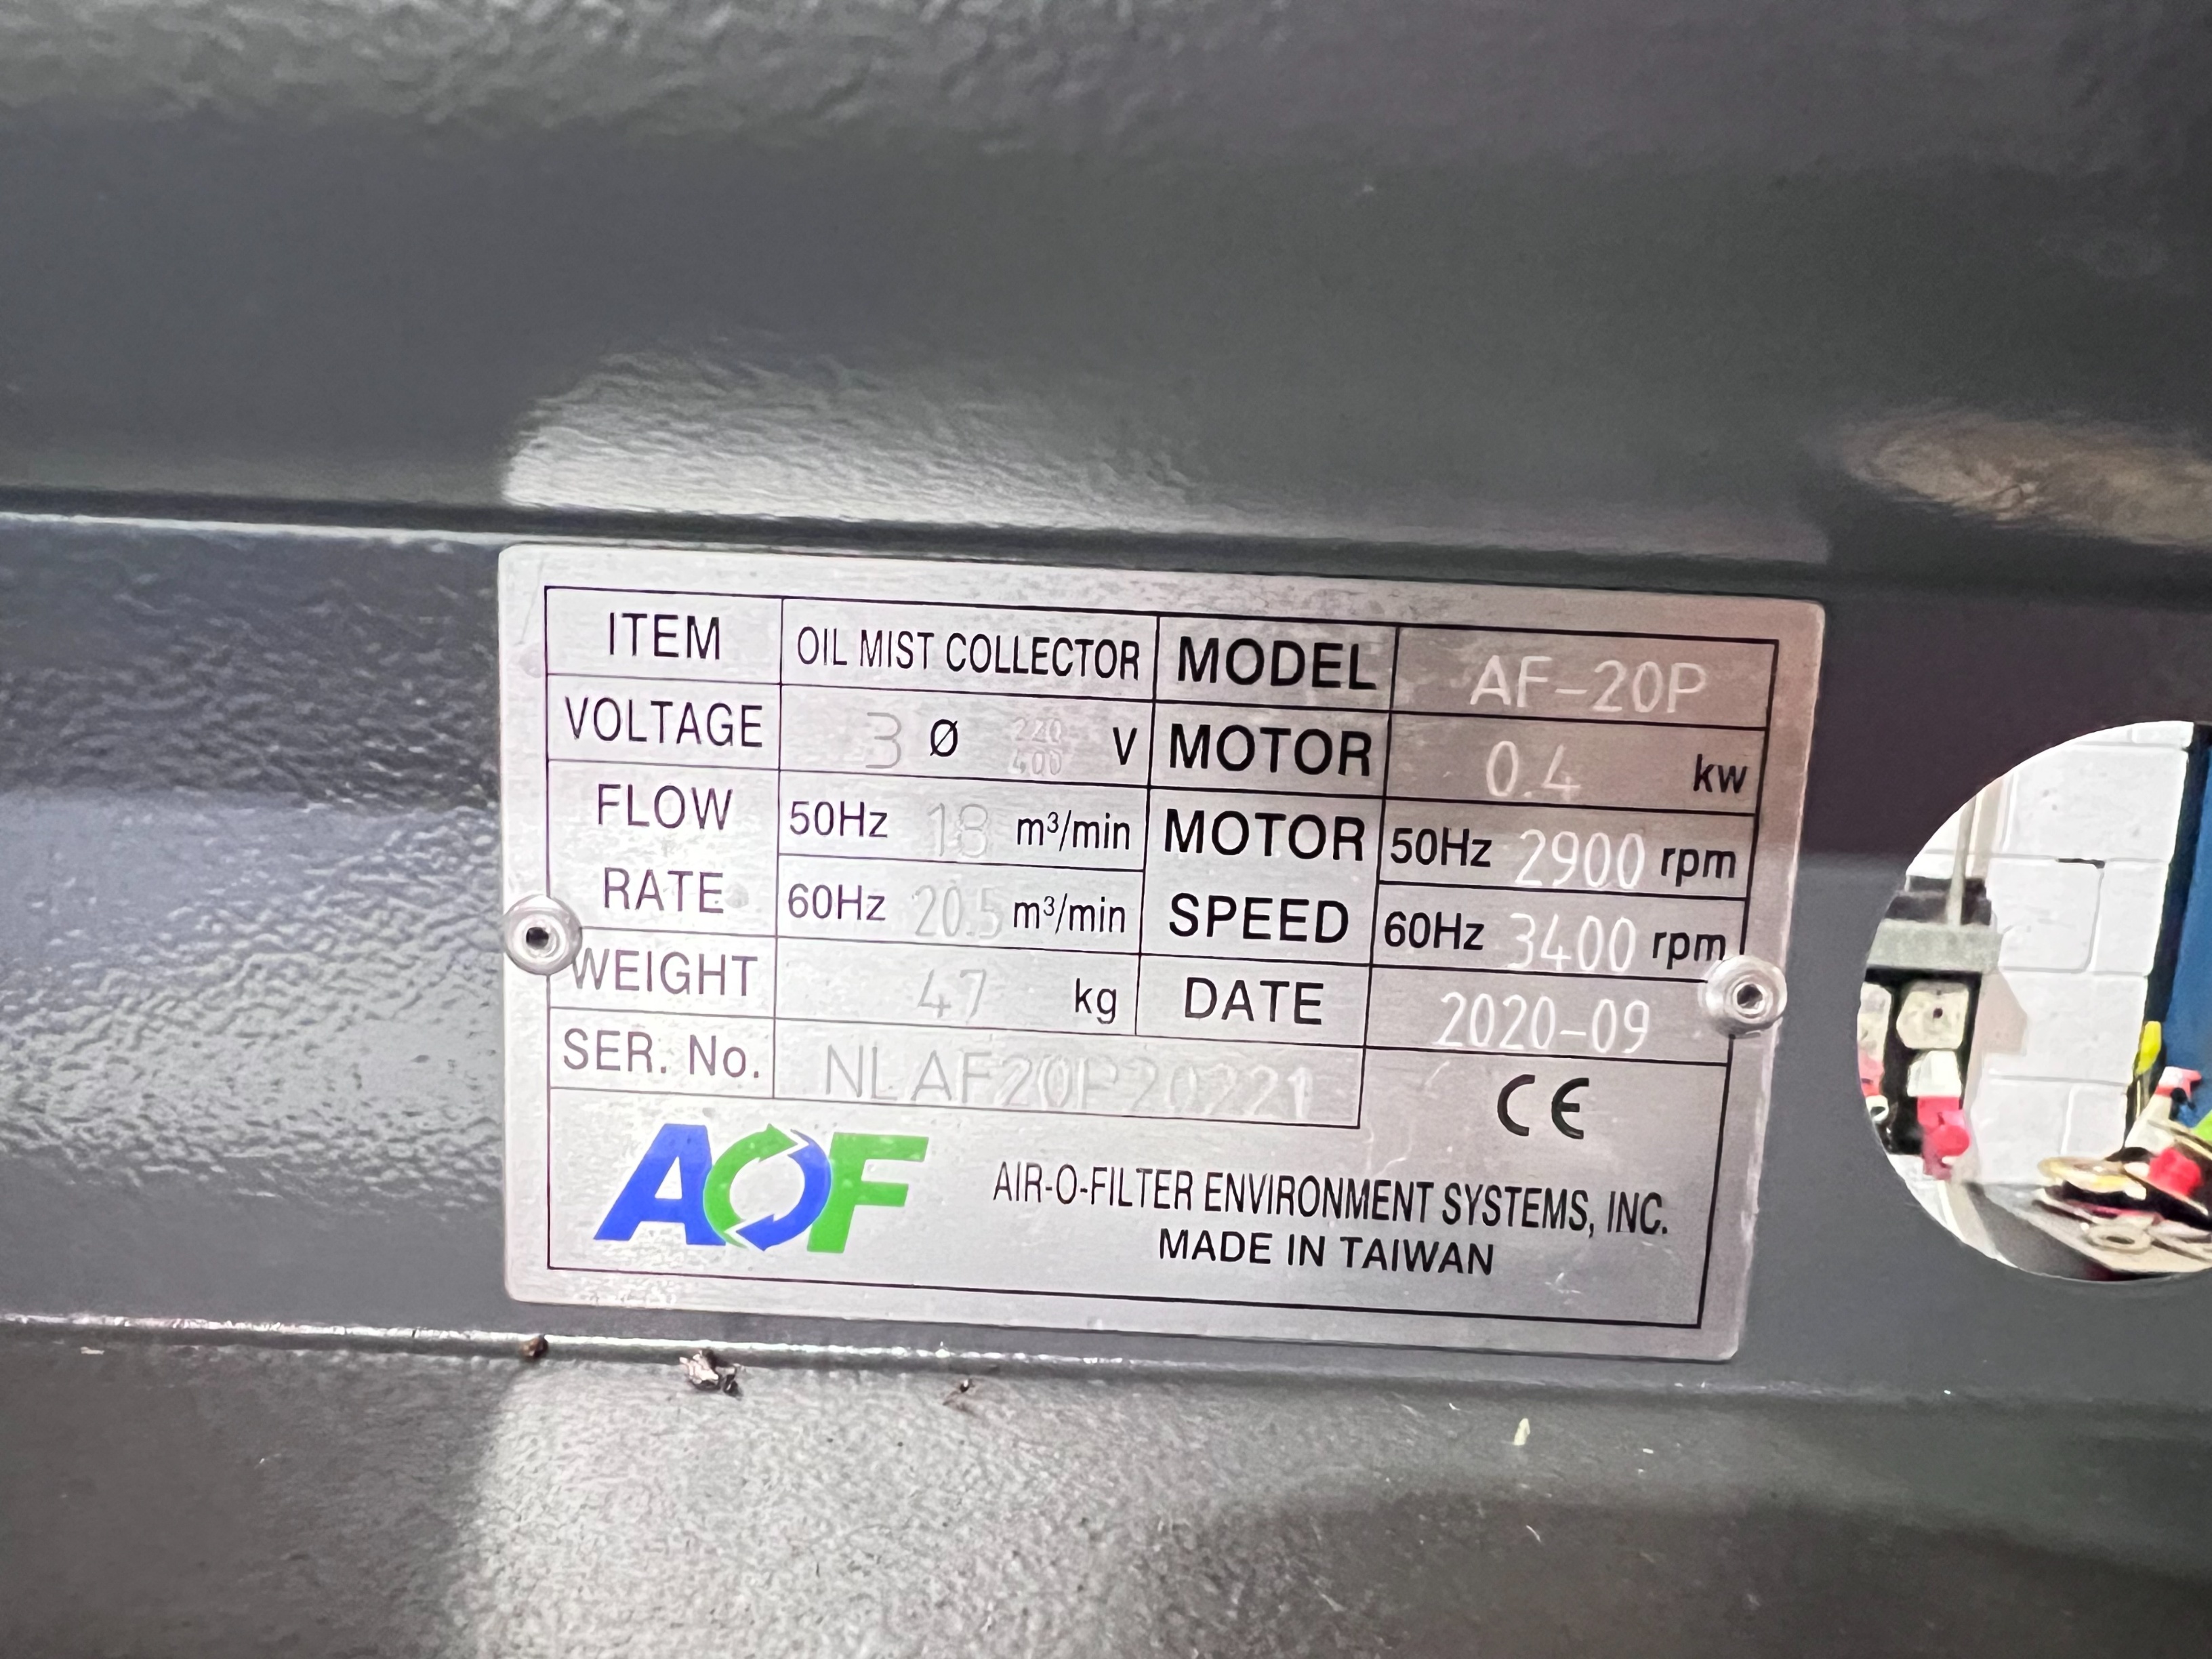 ITEM OIL MIST COLLECTOR MODEL AF-20P
VOLTAGE 3 Ø V MOTOR 0.4 kw
400
FLOW RATE 50Hz 18 m³/min MOTOR SPEED 50Hz 2900 rpm
60Hz 20.5 m³/min 60Hz 3400 rpm
WEIGHT 47 kg DATE 2020-09
SER. No. NLAF20P20221
CE
AOF
AIR-O-FILTER ENVIRONMENT SYSTEMS, INC.
MADE IN TAIWAN